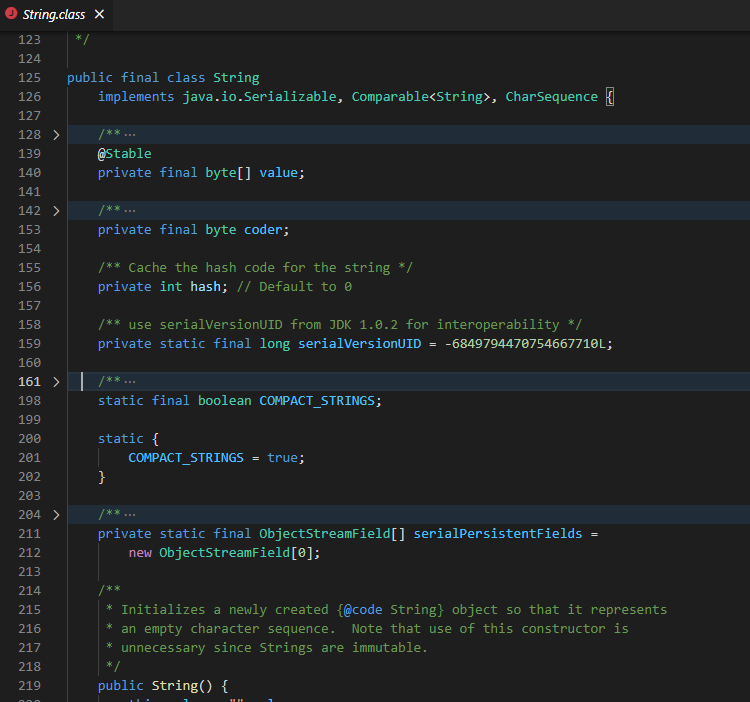 String.class ×
123 */
124
125 public final class String
126 implements java.io.Serializable, Comparable<String>, CharSequence {
127
128 > /** ...
139 @Stable
140 private final byte[] value;
141
142 > /** ...
153 private final byte coder;
154
155 /** Cache the hash code for the string */
156 private int hash; // Default to 0
157
158 /** use serialVersionUID from JDK 1.0.2 for interoperability */
159 private static final long serialVersionUID = -6849794470754667710L;
160
161 > /** ...
198 static final boolean COMPACT_STRINGS;
199
200 static {
201 COMPACT_STRINGS = true;
202 }
203
204 > /** ...
211 private static final ObjectStreamField[] serialPersistentFields =
212 new ObjectStreamField[0];
213
214 /**
215 * Initializes a newly created {@code String} object so that it represents
216 * an empty character sequence.  Note that use of this constructor is
217 * unnecessary since Strings are immutable.
218 */
219 public String() {